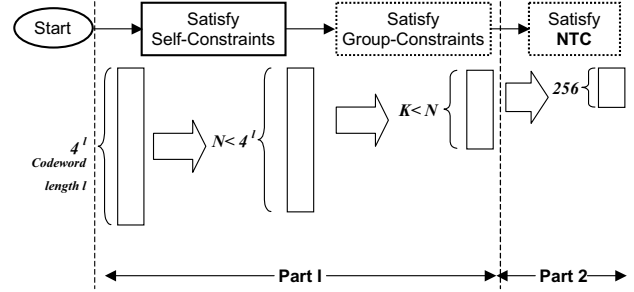 Start
Satisfy
Self-Constraints
Satisfy
Group-Constraints
Satisfy
NTC
4^l
Codeword
length l
N< 4^l
K< N
256
Part I
Part 2